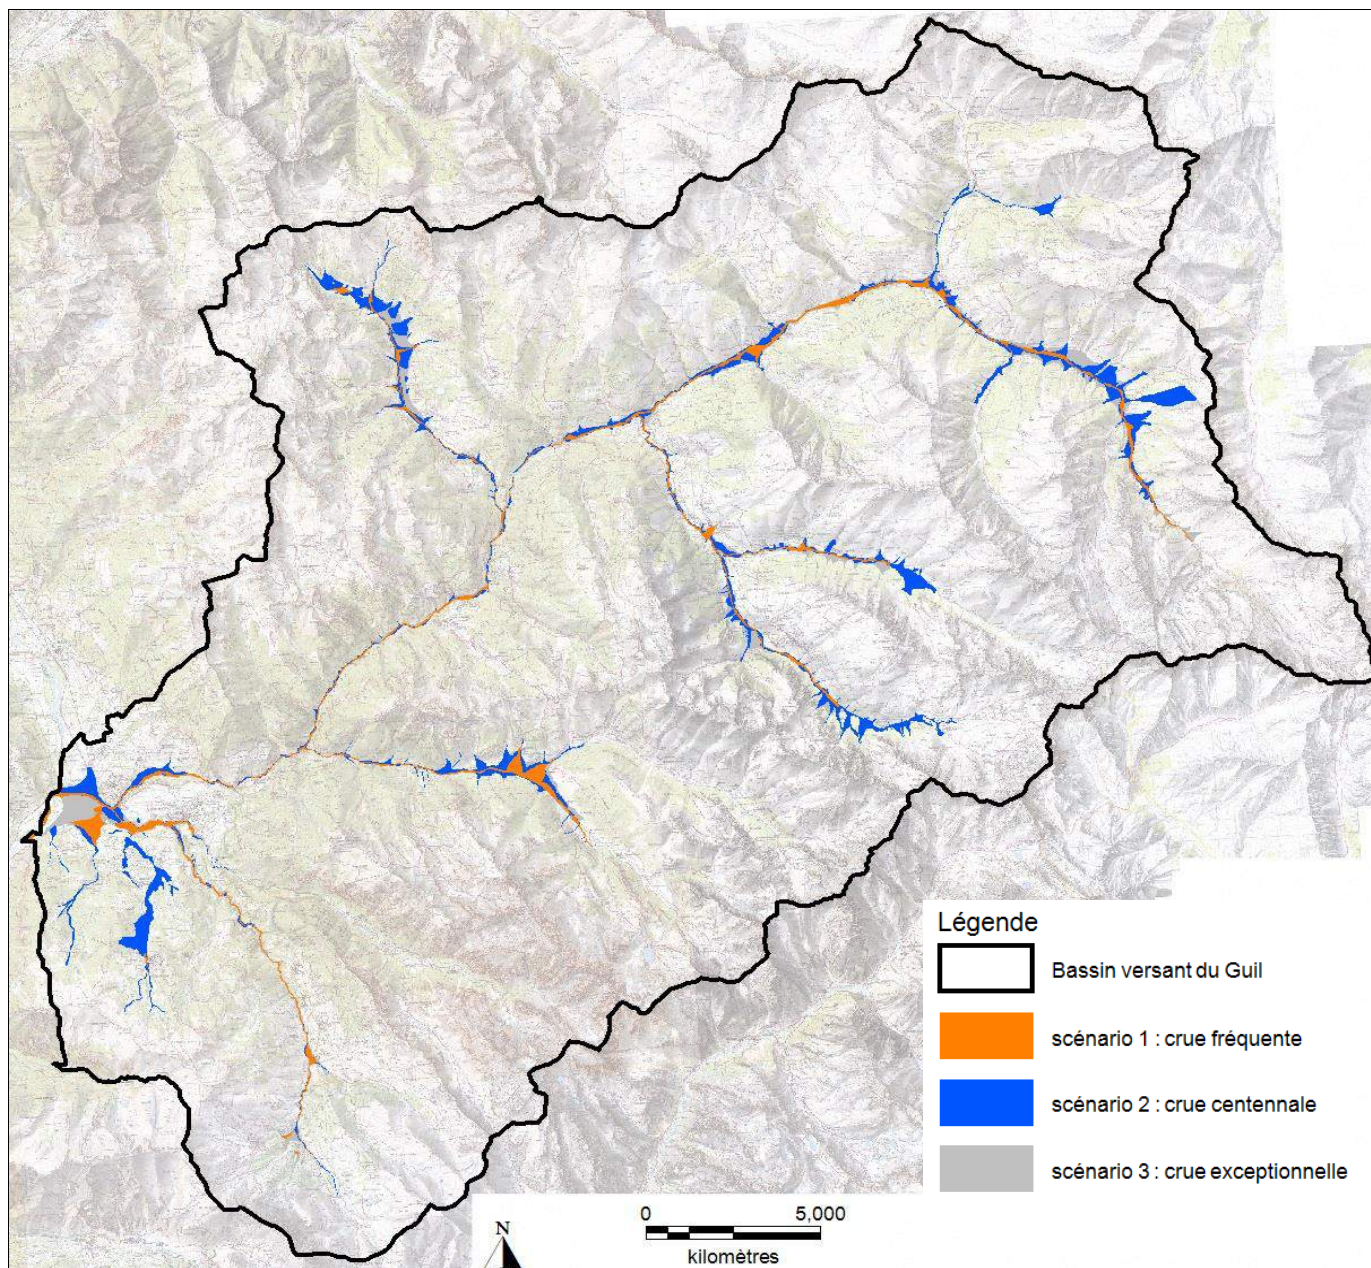 Légende
Bassin versant du Guil
scénario 1 : crue fréquente
scénario 2 : crue centennale
scénario 3 : crue exceptionnelle
0 5,000
kilomètres
N